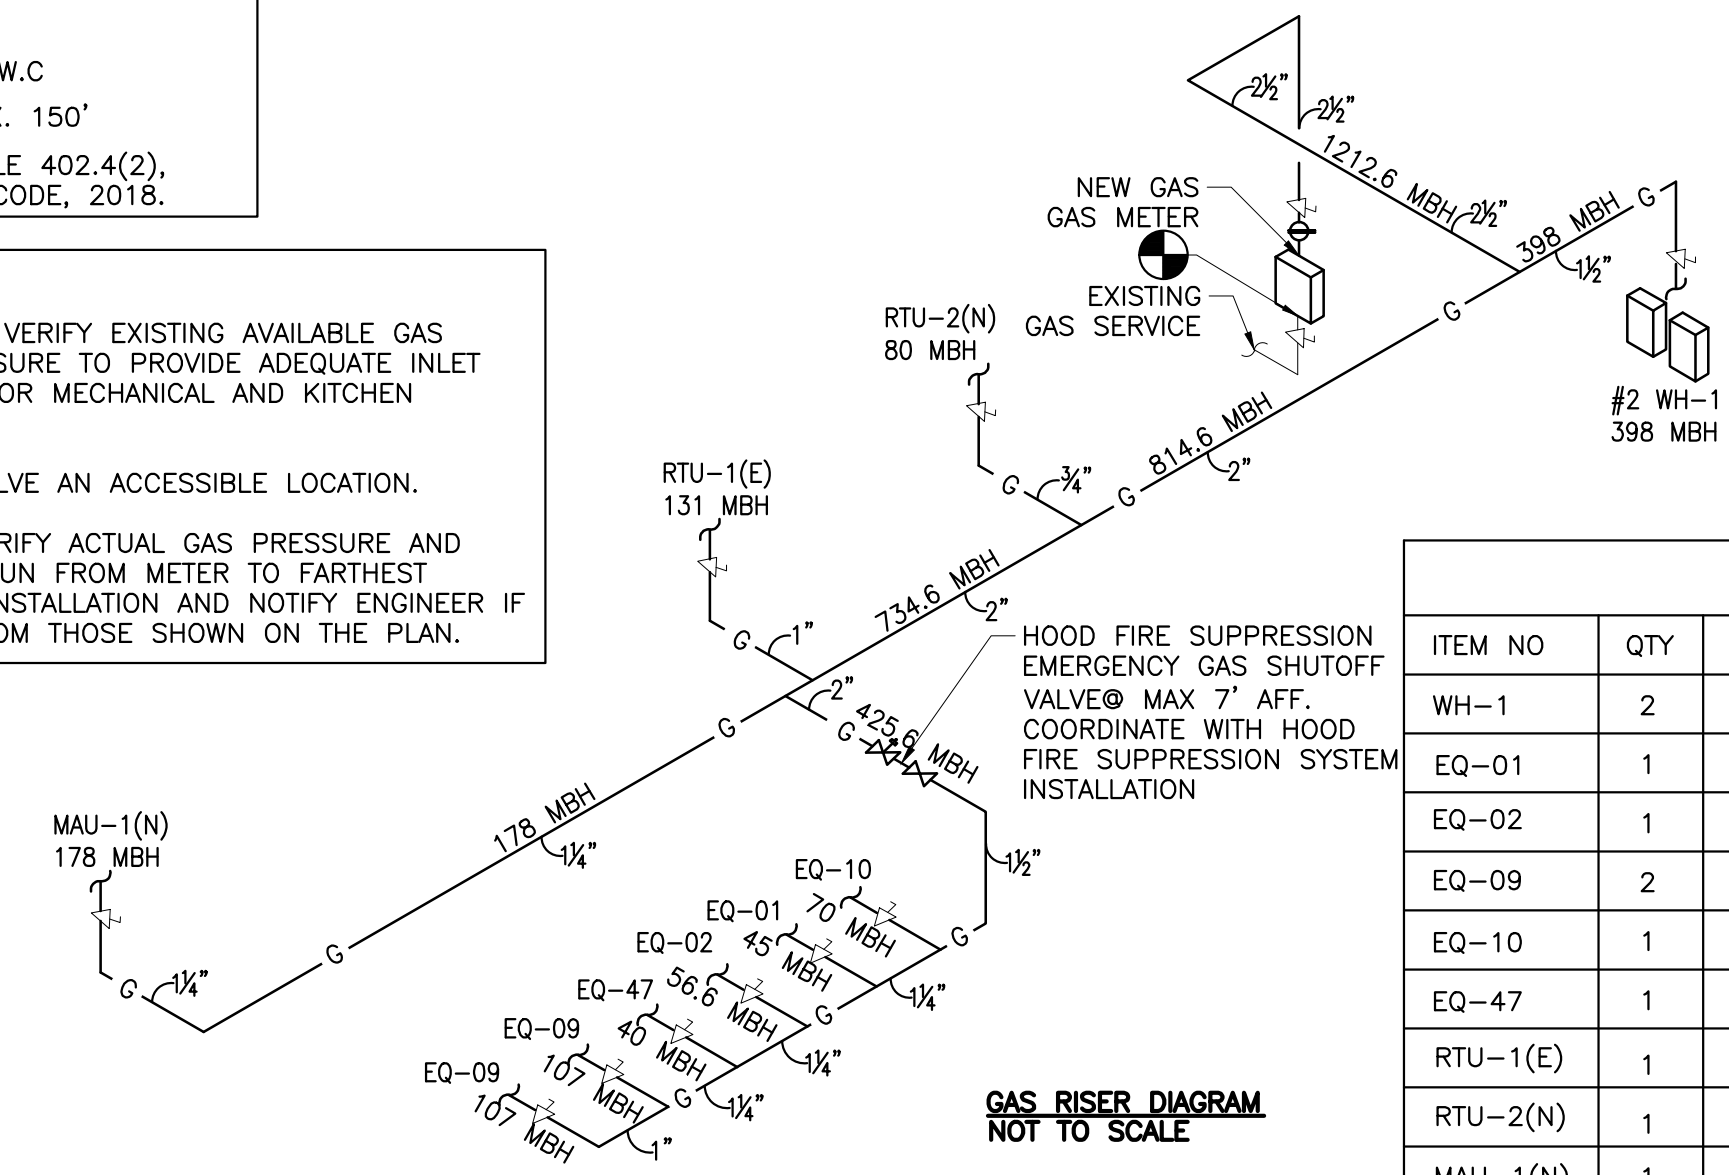 W.C
. 150'
LE 402.4(2),
CODE, 2018.
VERIFY EXISTING AVAILABLE GAS
SURE TO PROVIDE ADEQUATE INLET
OR MECHANICAL AND KITCHEN
LVE AN ACCESSIBLE LOCATION.
RIFY ACTUAL GAS PRESSURE AND
UN FROM METER TO FARTHEST
NSTALLATION AND NOTIFY ENGINEER IF
OM THOSE SHOWN ON THE PLAN.
2½"
2½"
1212.6 MBH
2½"
NEW GAS
GAS METER
EXISTING
GAS SERVICE
398 MBH
G
1½"
#2 WH-1
398 MBH
G
RTU-2(N)
80 MBH
G
¾"
814.6 MBH
2"
G
RTU-1(E)
131 MBH
G
1"
734.6 MBH
2"
HOOD FIRE SUPPRESSION
EMERGENCY GAS SHUTOFF
VALVE@ MAX 7' AFF.
COORDINATE WITH HOOD
FIRE SUPPRESSION SYSTEM
INSTALLATION
2"
G
425.6 MBH
G
178 MBH
1¼"
MAU-1(N)
178 MBH
G
1¼"
G
1½"
EQ-10
70 MBH
G
EQ-01
45 MBH
1¼"
EQ-02
56.6 MBH
G
1¼"
EQ-47
40 MBH
1¼"
EQ-09
107 MBH
G
EQ-09
107 MBH
1"
GAS RISER DIAGRAM
NOT TO SCALE
ITEM NO QTY
WH-1 2
EQ-01 1
EQ-02 1
EQ-09 2
EQ-10 1
EQ-47 1
RTU-1(E) 1
RTU-2(N) 1
MAU-1(N) 1